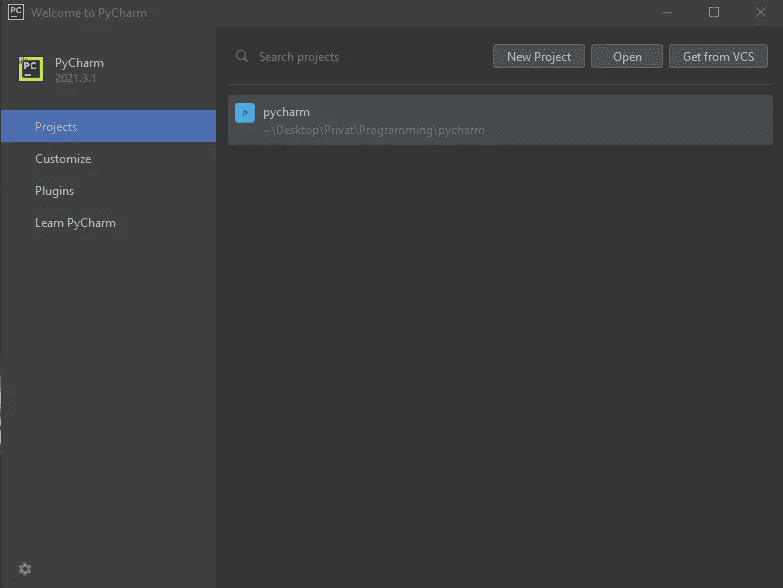 PC Welcome to PyCharm
PC PyCharm
2021.3.1
Projects
Customize
Plugins
Learn PyCharm
Search projects
New Project
Open
Get from VCS
P pycharm
~\Desktop\Privat\Programming\pycharm